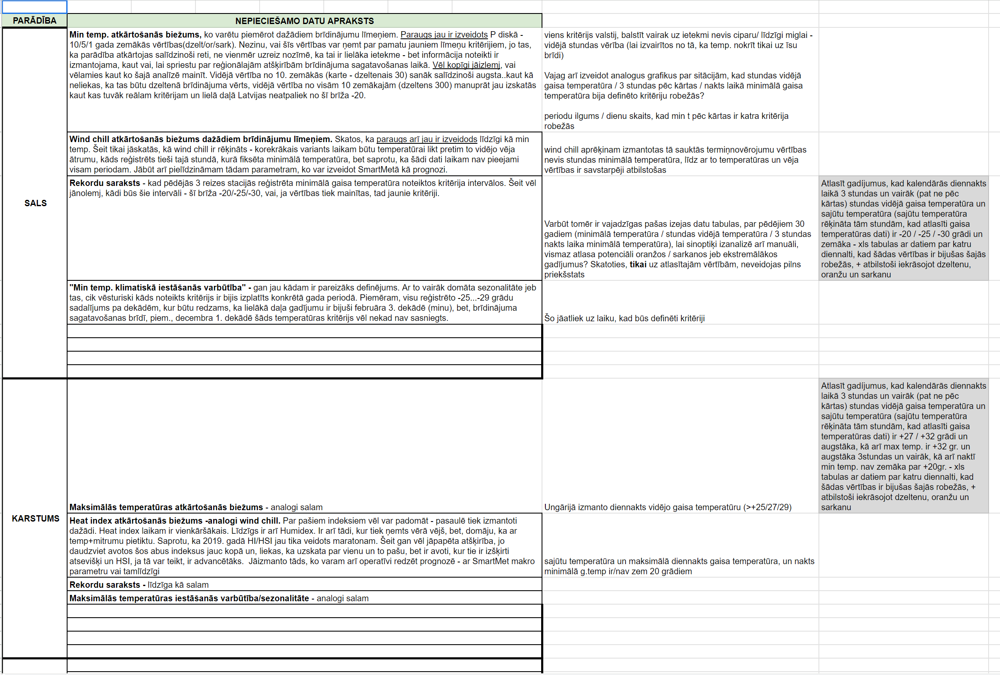 PARĀDĪBA
NEPIECIEŠAMO DATU APRAKSTS
SALS
Min temp. atkārtošanās biežums, ko varētu piemērot dažādiem brīdinājumu līmeņiem. Paraugs jau ir izveidots P diskā -
10/5/1 gada zemākās vērtības(dzelt/or/sark). Nezinu, vai šīs vērtības var ņemt par pamatu jauniem līmeņu kritērijiem, jo tas,
ka parādība atkārtojas salīdzinoši reti, ne vienmēr uzreiz nozīmē, ka tai ir lielāka ietekme - bet informācija noteikti ir
izmantojama, kaut vai, lai spriestu par reģionālajām atšķirībām brīdinājuma sagatavošanas laikā. Vēl kopīgi jāizlemj, vai
vēlamies kaut ko šajā analīzē mainīt. Vidējā vērtība no 10. zemākās (karte - dzeltenais 30) sanāk salīdzinoši augsta..kaut kā
neliekas, ka tas būtu dzeltenā brīdinājuma vērts, vidējā vērtība no visām 10 zemākajām (dzeltens 300) manuprāt jau izskatās
kaut kas tuvāk reālam kritērijam un lielā daļā Latvijas neatpaliek no šī brīža -20.
viens kritērijs valstij, balstīt vairak uz ietekmi nevis ciparu/ līdzīgi miglai -
vidējā stundas vērība (lai izvairītos no tā, ka temp. nokrīt tikai uz īsu
brīdi)
Vajag arī izveidot analogus grafikus par sitācijām, kad stundas vidējā
gaisa temperatūra / 3 stundas pēc kārtas / nakts laikā minimālā gaisa
temperatūra bija definēto kritēriju robežās?
periodu ilgums / dienu skaits, kad min t pēc kārtas ir katra kritērija
robežās
Wind chill atkārtošanās biežums dažādiem brīdinājumu līmeņiem. Skatos, ka paraugs arī jau ir izveidods līdzīgi kā min
temp. Šeit tikai jāskatās, kā wind chill ir rēķināts - korekrākais variants laikam būtu temperatūrai likt pretim to vidējo vēja
ātrumu, kāds reģistrēts tieši tajā stundā, kurā fiksēta minimālā temperatūra, bet saprotu, ka šādi dati laikam nav pieejami
visam periodam. Jābūt arī pielīdzināmam tādam parametram, ko var izveidot SmartMetā kā prognozi.
wind chill aprēķinam izmantotas tā sauktās termiņnovērojumu vērtības
nevis stundas minimālā temperatūra, līdz ar to temperatūras un vēja
vērtības ir savstarpēji atbilstošas
Rekordu saraksts - kad pēdējās 3 reizes stacijās reģistrēta minimālā gaisa temperatūra noteiktos kritērija intervālos. Šeit vēl
jānolemj, kādi būs šie intervāli - šī brīža -20/-25/-30, vai, ja vērtības tiek mainītas, tad jaunie kritēriji.
Varbūt tomēr ir vajadzīgas pašas izejas datu tabulas, par pēdējiem 30
gadiem (minimālā temperatūra / stundas vidējā temperatūra / 3 stundas
nakts laika minimālā temperatūra), lai sinoptiķi izanalizē arī manuāli,
vismaz atlasa potenciāli oranžos / sarkanos jeb ekstremālākos
gadījumus? Skatoties, tikai uz atlasītajām vērtībām, neveidojas pilns
priekšstats
Atlasīt gadíjumus, kad kalendārās diennakts
laikā 3 stundas un vairāk (pat ne pēc
kārtas) stundas vidējā gaisa temperatūra un
sajūtu temperatūra (sajūtu temperatūra
rēķināta tām stundām, kad atlasīti gaisa
temperatūras dati) ir -20 / -25 / -30 grādi un
zemāka - xls tabulas ar datiem par katru
diennalti, kad šādas vērtības ir bijušas šajās
robežās, + atbilstoši iekrāsojot dzeltenu,
oranžu un sarkanu
"Min temp. klimatiskā iestāšanās varbūtība" - gan jau kādam ir pareizāks definējums. Ar to vairāk domāta sezonalitāte jeb
tas, cik vēsturiski kāds noteikts kritērijs ir bijis izplatīts konkrētā gada periodā. Piemēram, visu reģistrēto -25...-29 grādu
sadalījums pa dekādēm, kur būtu redzams, ka lielākā daļa gadījumu ir bijuši februāra 3. dekādē (minu), bet, brīdinājuma
sagatavošanas brīdī, piem., decembra 1. dekādē šāds temperatūras kritērijs vēl nekad nav sasniegts.
Šo jāatliek uz laiku, kad būs definēti kritēriji
KARSTUMS
Maksimālās temperatūras atkārtošanās biežums - analogi salam
Ungārijā izmanto diennakts vidējo gaisa temperatūru (>+25/27/29)
Atlasīt gadíjumus, kad kalendārās diennakts
laikā 3 stundas un vairāk (pat ne pēc
kārtas) stundas vidējā gaisa temperatūra un
sajūtu temperatūra (sajūtu temperatūra
rēķināta tām stundām, kad atlasīti gaisa
temperatūras dati) ir +27 / +32 grādi un
augstāka, kā arī max temp. ir +32 gr. un
augstāka 3stundas un vairāk, kā arī naktī
min temp. nav zemāka par +20gr. - xls
tabulas ar datiem par katru diennalti, kad
šādas vērtības ir bijušas šajās robežās, +
atbilstoši iekrāsojot dzeltenu, oranžu un
sarkanu
Heat index atkārtošanās biežums -analogi wind chill. Par pašiem indeksiem vēl var padomāt - pasaulē tiek izmantoti
dažādi. Heat index laikam ir vienkāršākais. Līdzīgs ir arī Humidex. Ir arī tādi, kur tiek ņemts vērā vējš, bet, domāju, ka ar
temp+mitrumu pietiktu. Saprotu, ka 2019. gadā HI/HSI jau tika veidots maratonam. Šeit gan vēl jāpapēta atšķirība, jo
daudzviet avotos šos abus indeksus jauc kopā un, liekas, ka uzskata par vienu un to pašu, bet ir avoti, kur tie ir izšķirti
atsevišķi un HSI, ja tā var teikt, ir advancētāks.  Jāizmanto tāds, ko varam arī operatīvi redzēt prognozē - ar SmartMet makro
parametru vai tamlīdzīgi
sajūtu temperatūra un maksimālā diennakts gaisa temperatūra, un nakts
minimālā g.temp ir/nav zem 20 grādiem
Rekordu saraksts - līdzīga kā salam
Maksimālās temperatūras iestāšanās varbūtība/sezonalitāte - analogi salam